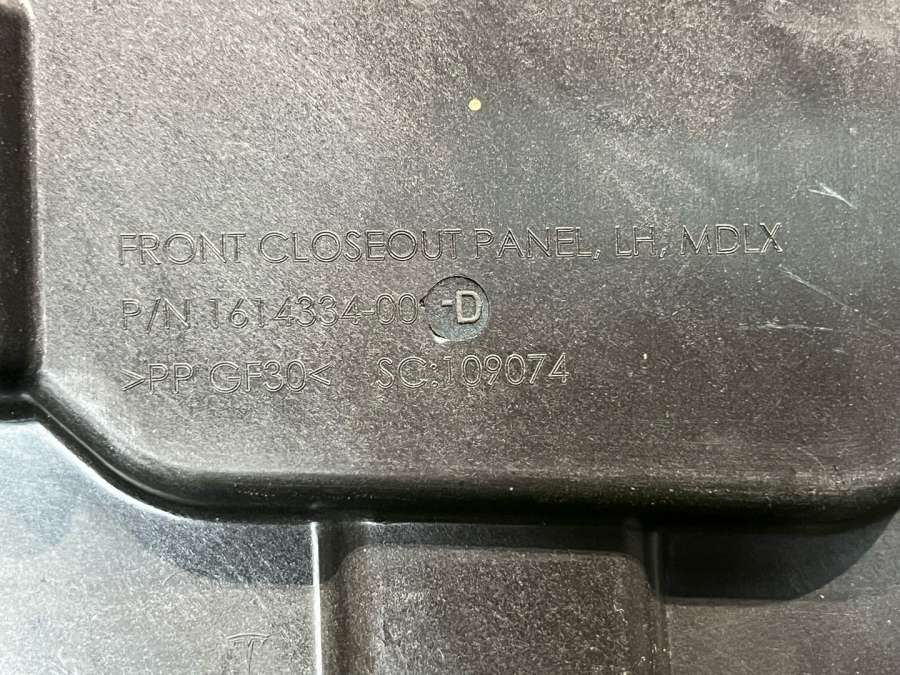 FRONT CLOSEOUT PANEL, LH, MDLX
P/N 1614334-00-D
>PP GF30< SC:109074
T